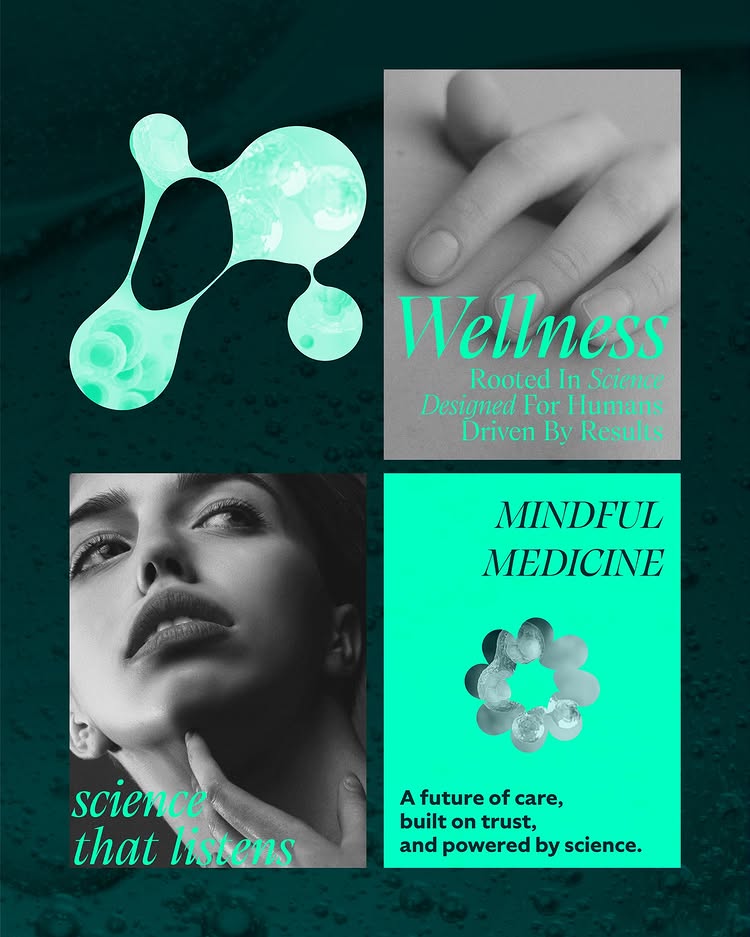 Wellness
Rooted In Science
Designed For Humans
Driven By Results
science
that listens
MINDFUL
MEDICINE
A future of care,
built on trust,
and powered by science.